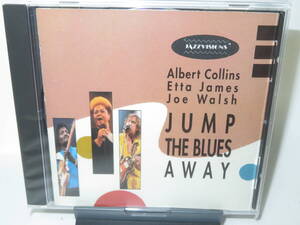 JAZZVISIONS
Albert Collins
Etta James
Joe Walsh
JUMP
THE BLUES
AWAY